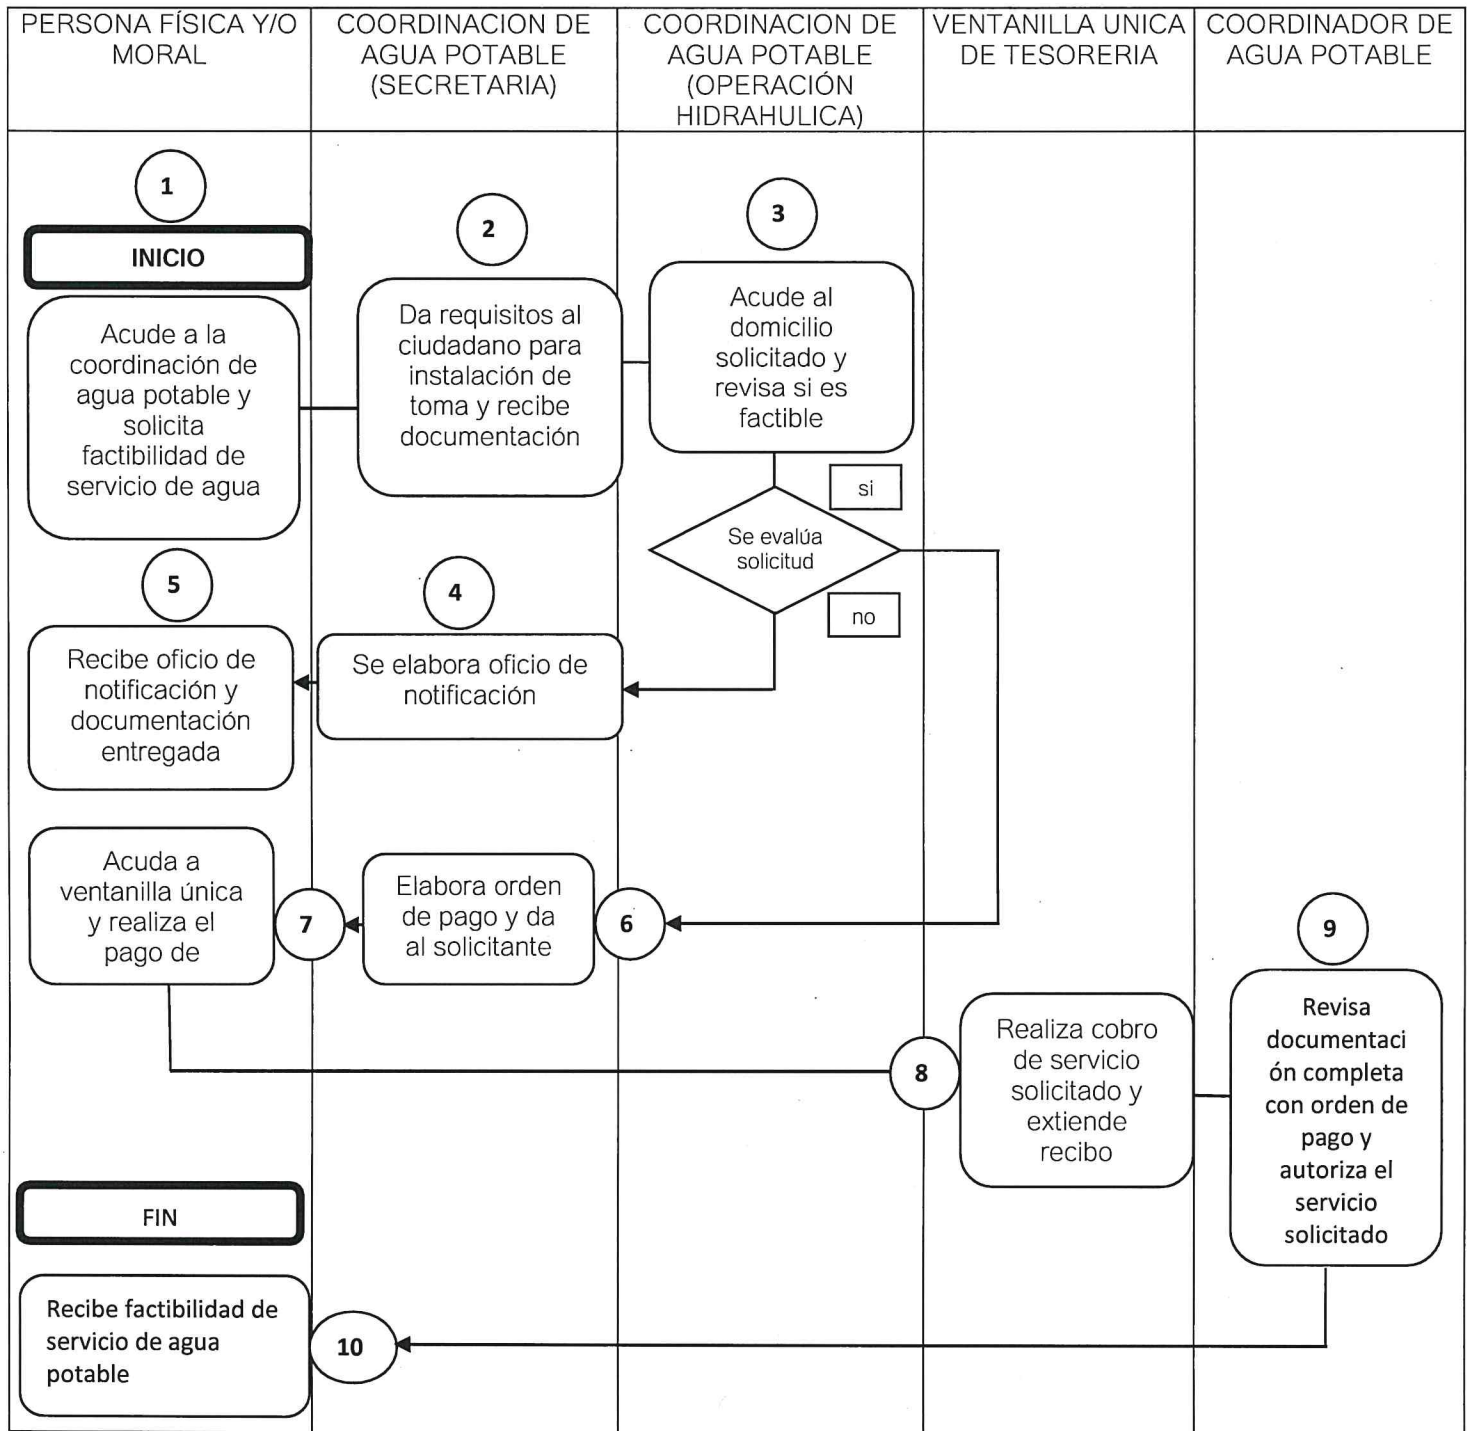 PERSONA FÍSICA Y/O
MORAL
COORDINACION DE
AGUA POTABLE
(SECRETARIA)
COORDINACION DE
AGUA POTABLE
(OPERACIÓN
HIDRAHULICA)
VENTANILLA UNICA
DE TESORERIA
COORDINADOR DE
AGUA POTABLE
1
INICIO
Acude a la
coordinación de
agua potable y
solicita
factibilidad de
servicio de agua
2
Da requisitos al
ciudadano para
instalación de
toma y recibe
documentación
3
Acude al
domicilio
solicitado y
revisa si es
factible
si
Se evalúa
solicitud
no
4
Se elabora oficio de
notificación
5
Recibe oficio de
notificación y
documentación
entregada
6
Elabora orden
de pago y da
al solicitante
7
Acuda a
ventanilla única
y realiza el
pago de
8
Realiza cobro
de servicio
solicitado y
extiende
recibo
9
Revisa
documentaci
ón completa
con orden de
pago y
autoriza el
servicio
solicitado
FIN
10
Recibe factibilidad de
servicio de agua
potable